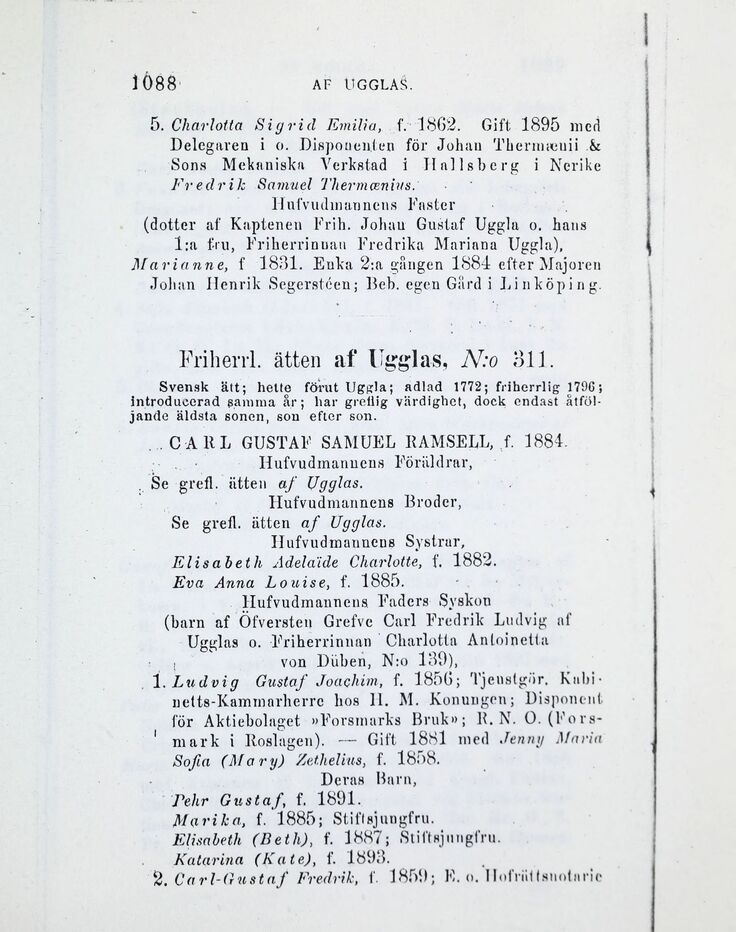 1088
AF UGGLAS.
5. Charlotta Sigrid Emilia, f. 1862. Gift 1895 med
Delegaren i o. Disponenten för Johan Thermænii &
Sons Mekaniska Verkstad i Hallsberg i Nerike
Fredrik Samuel Thermœnius.
Hufvudmannens Faster
(dotter af Kaptenen Frih. Johan Gustaf Uggla o. hans
1:a fru, Friherrinnan Fredrika Mariana Uggla),
Marianne, f 1831. Enka 2:a gången 1884 efter Majoren
Johan Henrik Segerstéen; Beb. egen Gård i Linköping.
Friherrl. ätten af Ugglas, N:o 311.
Svensk ätt; hette förut Uggla; adlad 1772; friherrlig 1796;
introducerad samma år; har greflig värdighet, dock endast åtföl-
jande äldsta sonen, son efter son.
CARL GUSTAF SAMUEL RAMSELL, f. 1884.
Hufvudmannens Föräldrar,
Se grefl. ätten af Ugglas.
Hufvudmannens Broder,
Se grefl. ätten af Ugglas.
Hufvudmannens Systrar,
Elisabeth Adelaïde Charlotte, f. 1882.
Eva Anna Louise, f. 1885.
Hufvudmannens Faders Syskon
(barn af Öfversten Grefve Carl Fredrik Ludvig af
Ugglas o. Friherrinnan Charlotta Antoinetta
von Düben, N:o 139),
1. Ludvig Gustaf Joachim, f. 1856; Tjenstgör. Kabi-
netts-Kammarherre hos H. M. Konungen; Disponent
för Aktiebolaget »Forsmarks Bruk»; R. N. O. (Fors-
mark i Roslagen). — Gift 1881 med Jenny Maria
Sofia (Mary) Zethelius, f. 1858.
Deras Barn,
Pehr Gustaf, f. 1891.
Marika, f. 1885; Stiftsjungfru.
Elisabeth (Beth), f. 1887; Stiftsjungfru.
Katarina (Kate), f. 1893.
2. Carl-Gustaf Fredrik, f. 1859; E. o. Hofrättsnotarie